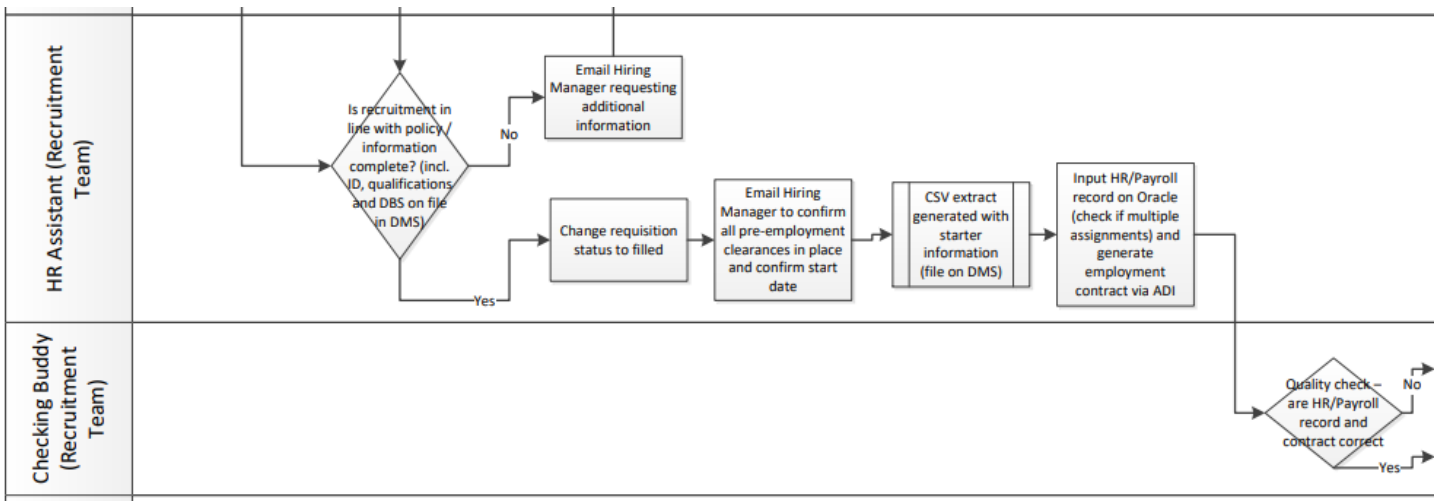 HR Assistant (Recruitment
Team)
Is recruitment in
line with policy /
information
complete? (incl.
ID, qualifications
and DBS on file
in DMS)
No
Email Hiring
Manager requesting
additional
information
Yes
Change requisition
status to filled
Email Hiring
Manager to confirm
all pre-employment
clearances in place
and confirm start
date
CSV extract
generated with
starter
information
(file on DMS)
Input HR/Payroll
record on Oracle
(check if multiple
assignments) and
generate
employment
contract via ADI
Checking Buddy
(Recruitment
Team)
Quality check –
are HR/Payroll
record and
contract correct
No
Yes